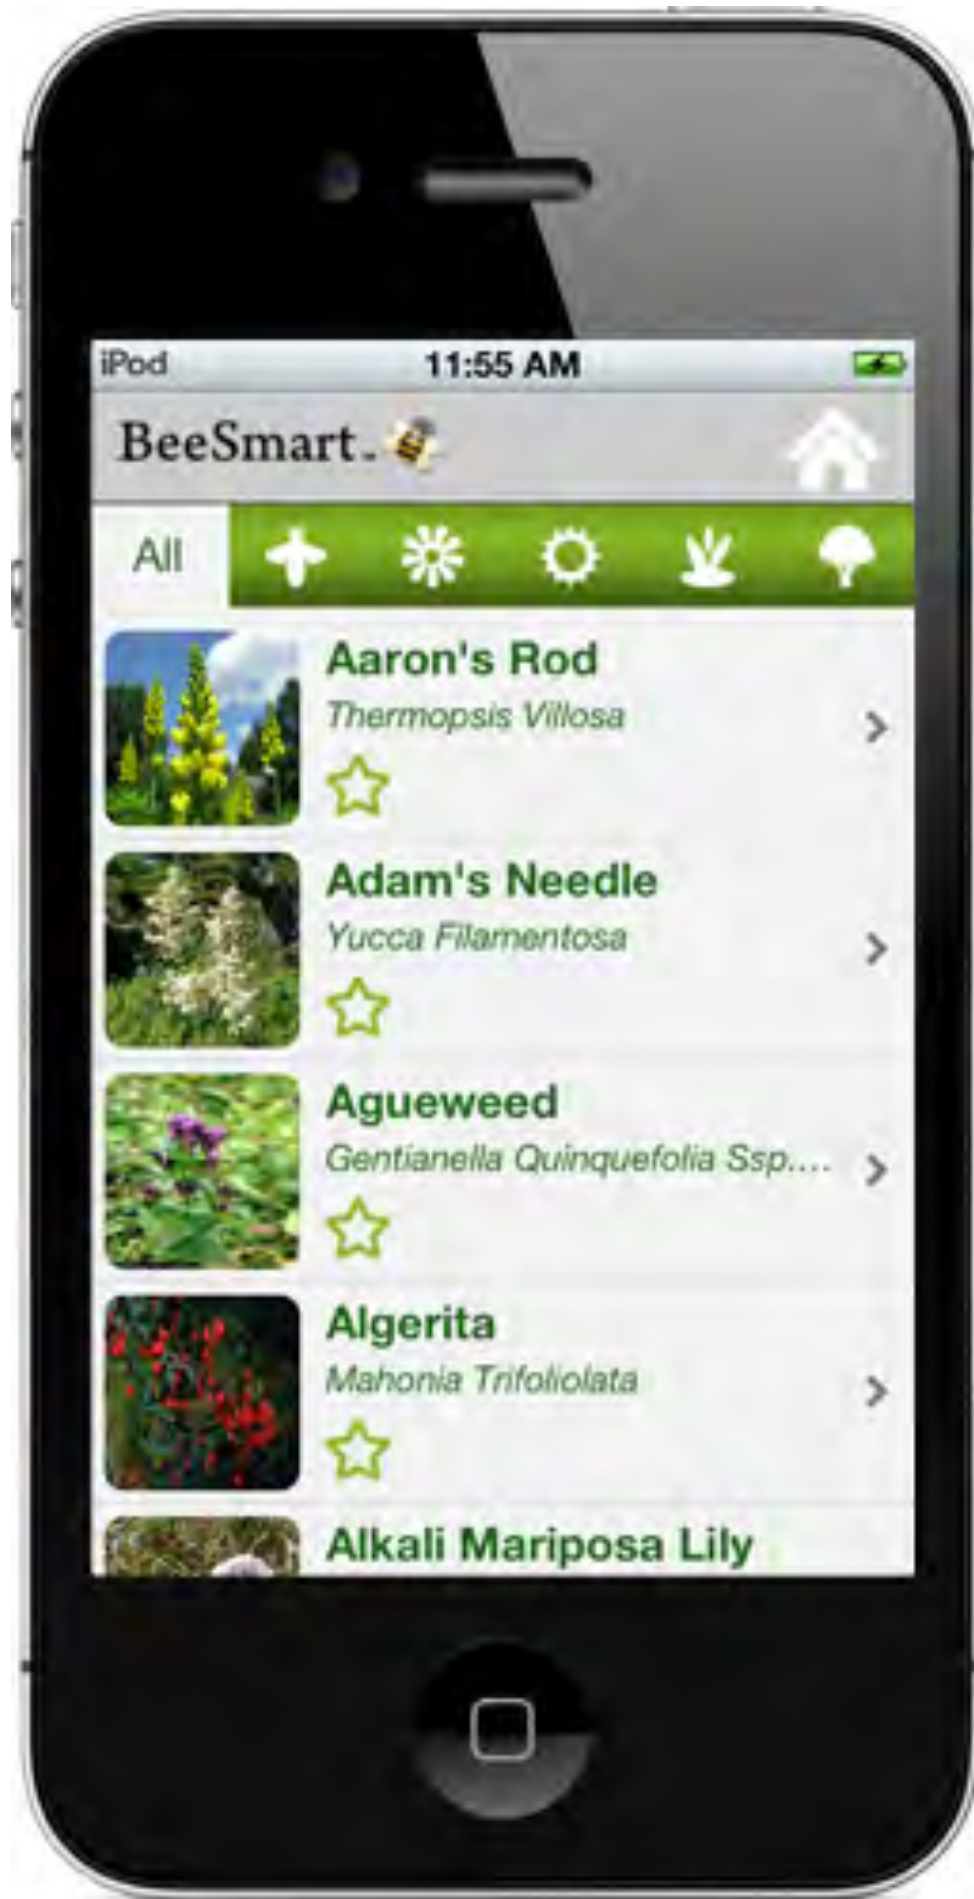 iPod 11:55 AM
BeeSmart™
All
Aaron's Rod
Thermopsis Villosa
Adam's Needle
Yucca Filamentosa
Agueweed
Gentianella Quinquefolia Ssp....
Algerita
Mahonia Trifoliolata
Alkali Mariposa Lily